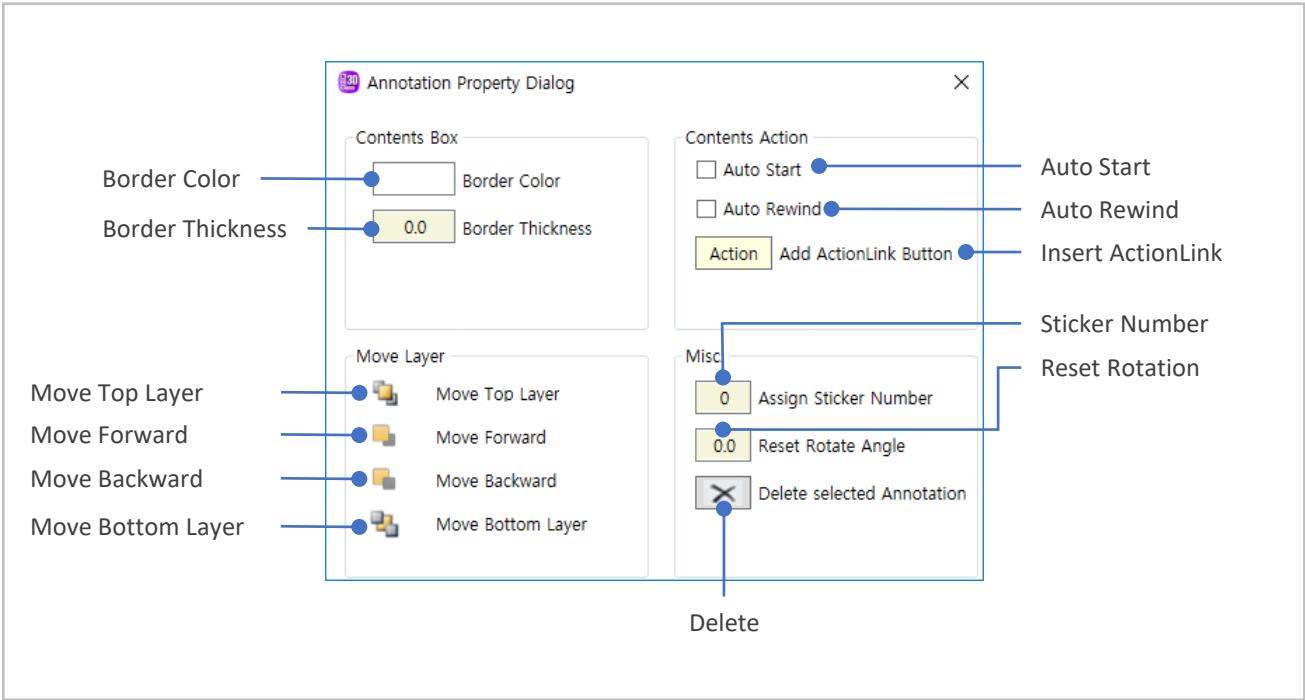 Annotation Property Dialog
Contents Box
Contents Action
Border Color
Border Color
Auto Start
Auto Start
Border Thickness
0.0
Border Thickness
Auto Rewind
Auto Rewind
Action
Add ActionLink Button
Insert ActionLink
Sticker Number
Move Layer
Misc
Reset Rotation
Move Top Layer
Move Top Layer
0
Assign Sticker Number
Move Forward
Move Forward
0.0
Reset Rotate Angle
Move Backward
Move Backward
Delete selected Annotation
Move Bottom Layer
Move Bottom Layer
Delete